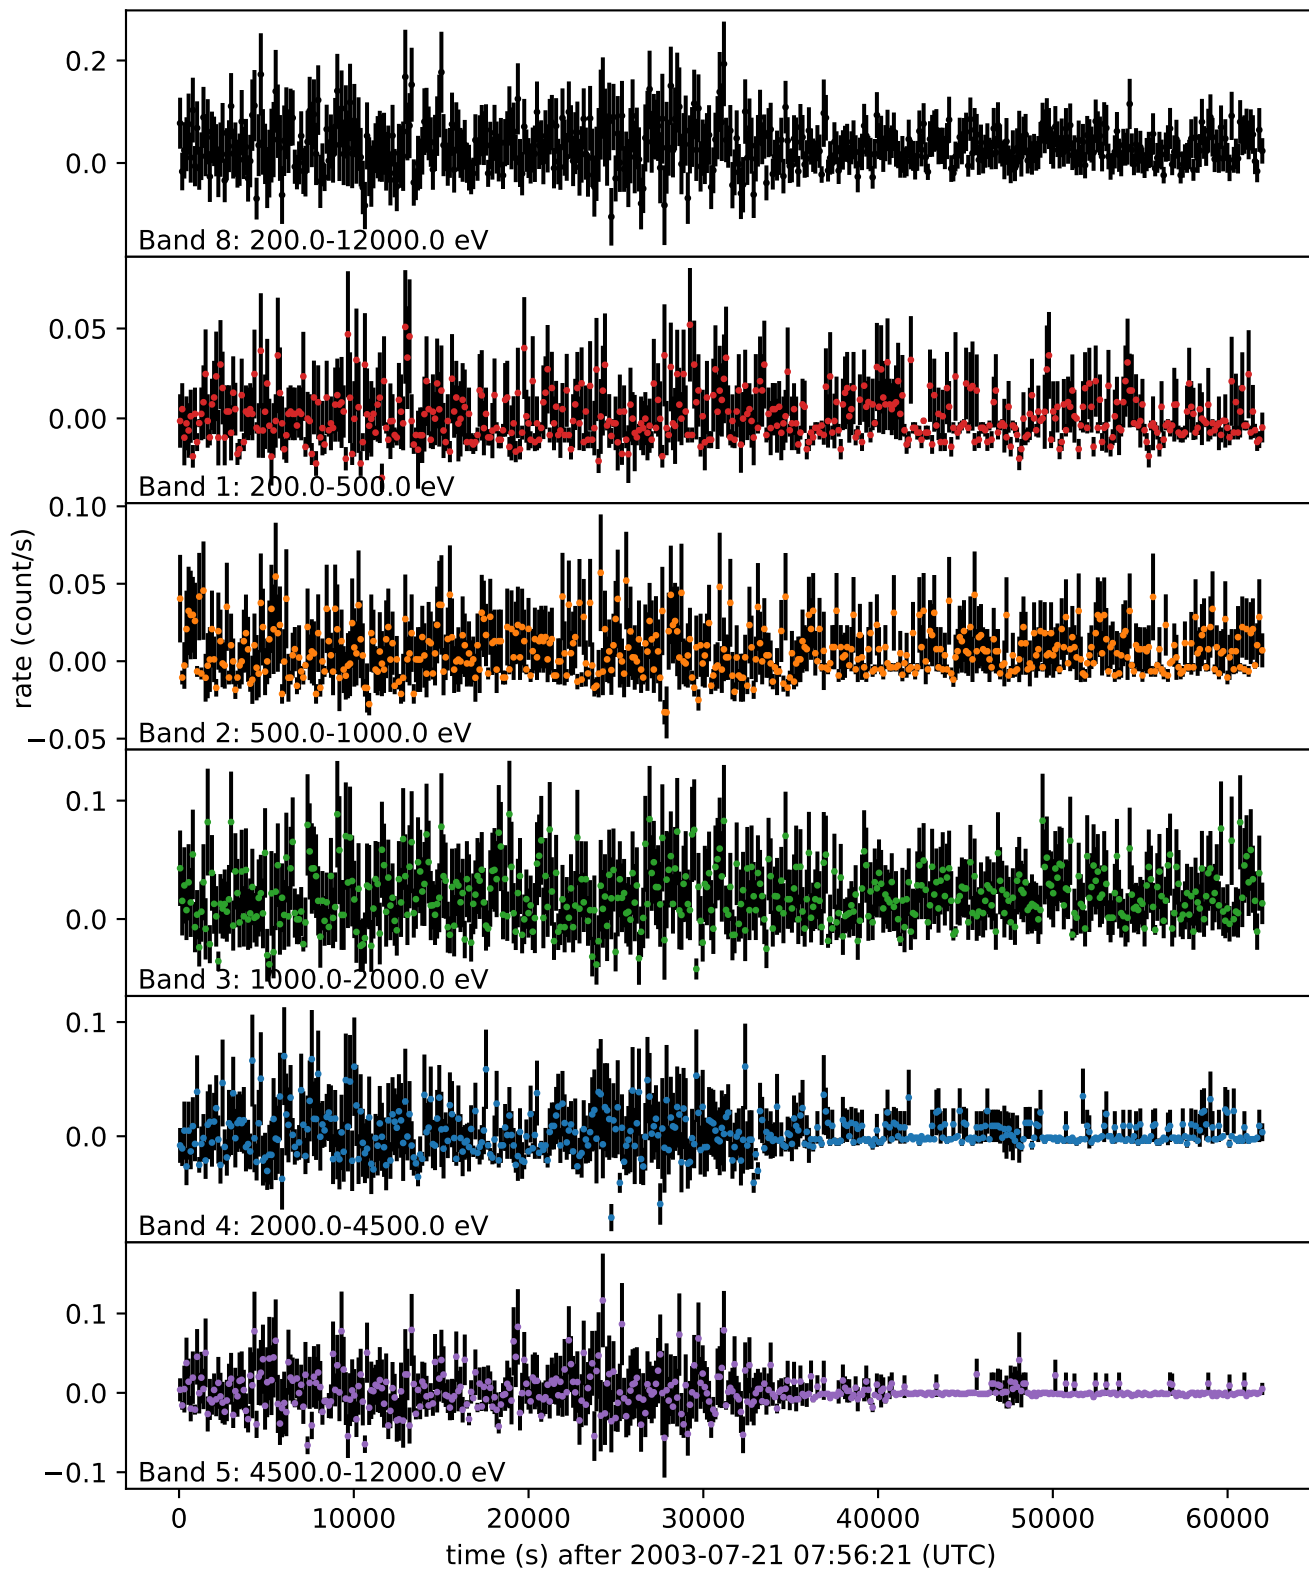 0.2
0.0
Band 8: 200.0-12000.0 eV
0.05
0.00
Band 1: 200.0-500.0 eV
0.10
0.05
0.00
−0.05
Band 2: 500.0-1000.0 eV
rate (count/s)
0.1
0.0
Band 3: 1000.0-2000.0 eV
0.1
0.0
Band 4: 2000.0-4500.0 eV
0.1
0.0
−0.1
Band 5: 4500.0-12000.0 eV
0 10000 20000 30000 40000 50000 60000
time (s) after 2003-07-21 07:56:21 (UTC)